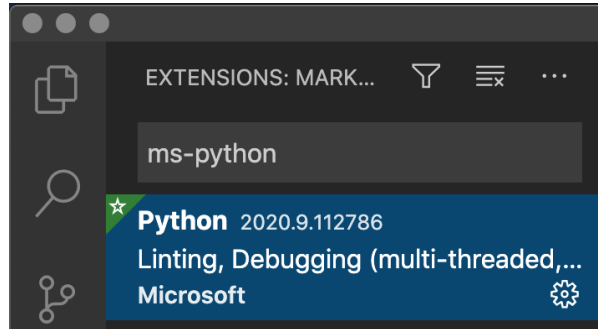 EXTENSIONS: MARK...
ms-python
Python 2020.9.112786
Linting, Debugging (multi-threaded,...
Microsoft